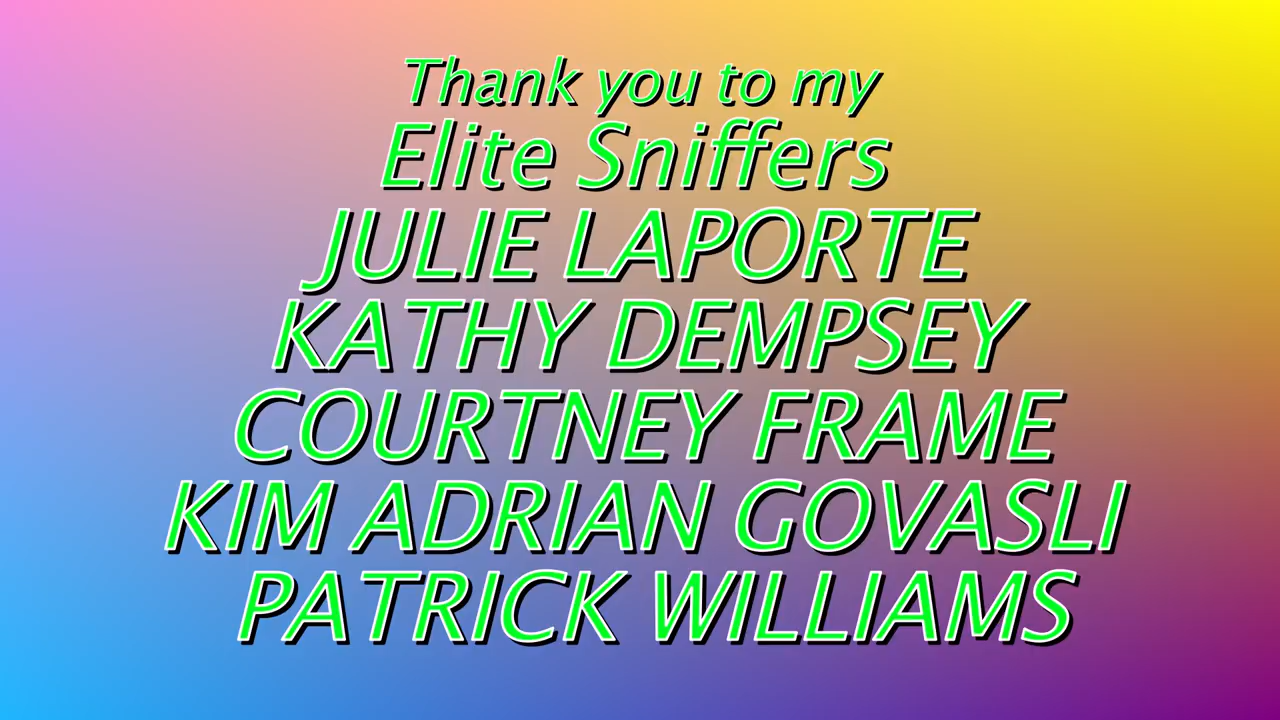 Thank you to my
Elite Sniffers
JULIE LAPORTE
KATHY DEMPSEY
COURTNEY FRAME
KIM ADRIAN GOVASLI
PATRICK WILLIAMS